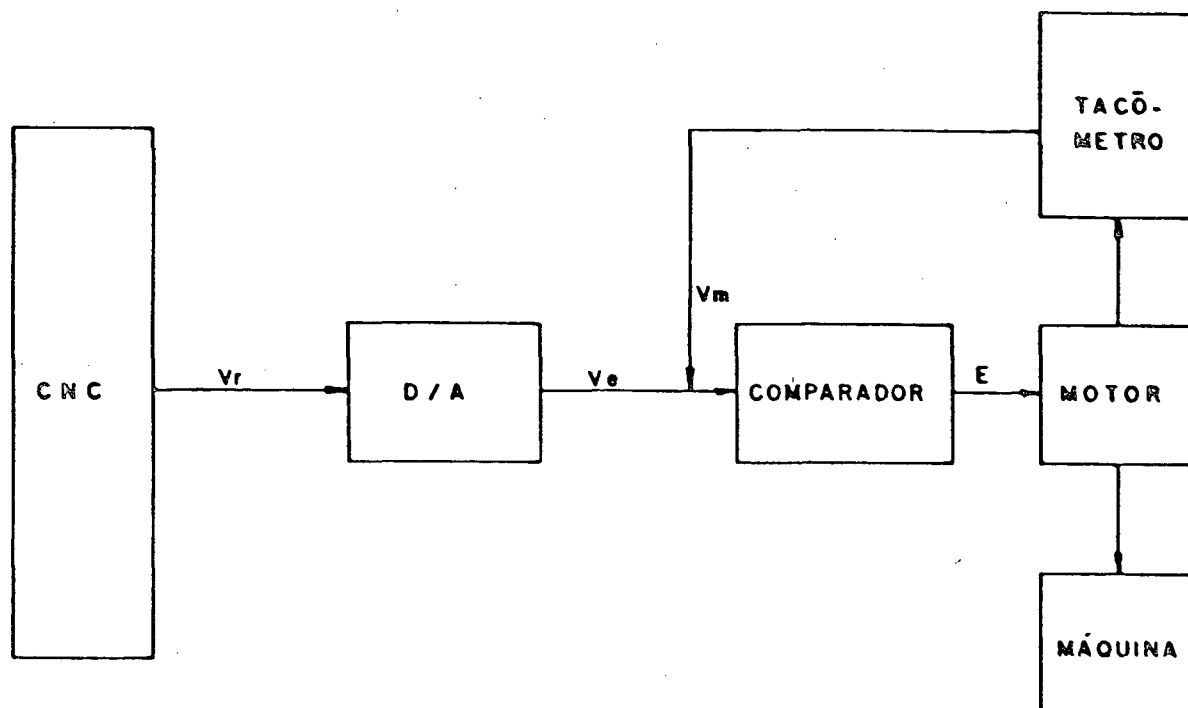 TACÔ-
METRO
Vm
CNC
Vr
D/A
Ve
COMPARADOR
E
MOTOR
MÁQUINA